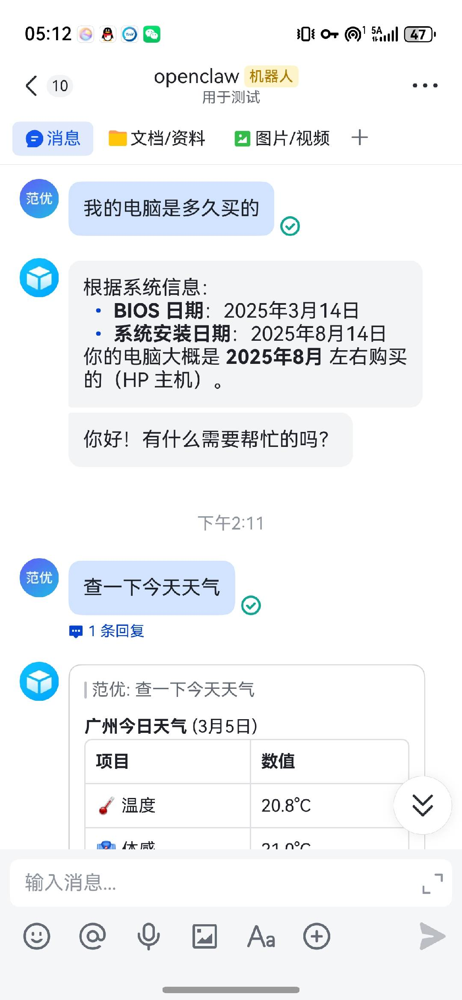 05:12
1 5A 47
10
openclaw 机器人
用于测试
消息 文档/资料 图片/视频
范优
我的电脑是多久买的
根据系统信息：
• BIOS 日期： 2025年3月14日
• 系统安装日期： 2025年8月14日
你的电脑大概是 2025年8月 左右购买
的（HP 主机）。
你好！有什么需要帮忙的吗？
下午2:11
范优
查一下今天天气
1 条回复
范优: 查一下今天天气
广州今日天气 (3月5日)
项目 数值
温度 20.8°C
体感 21.0°C
输入消息...
Aa